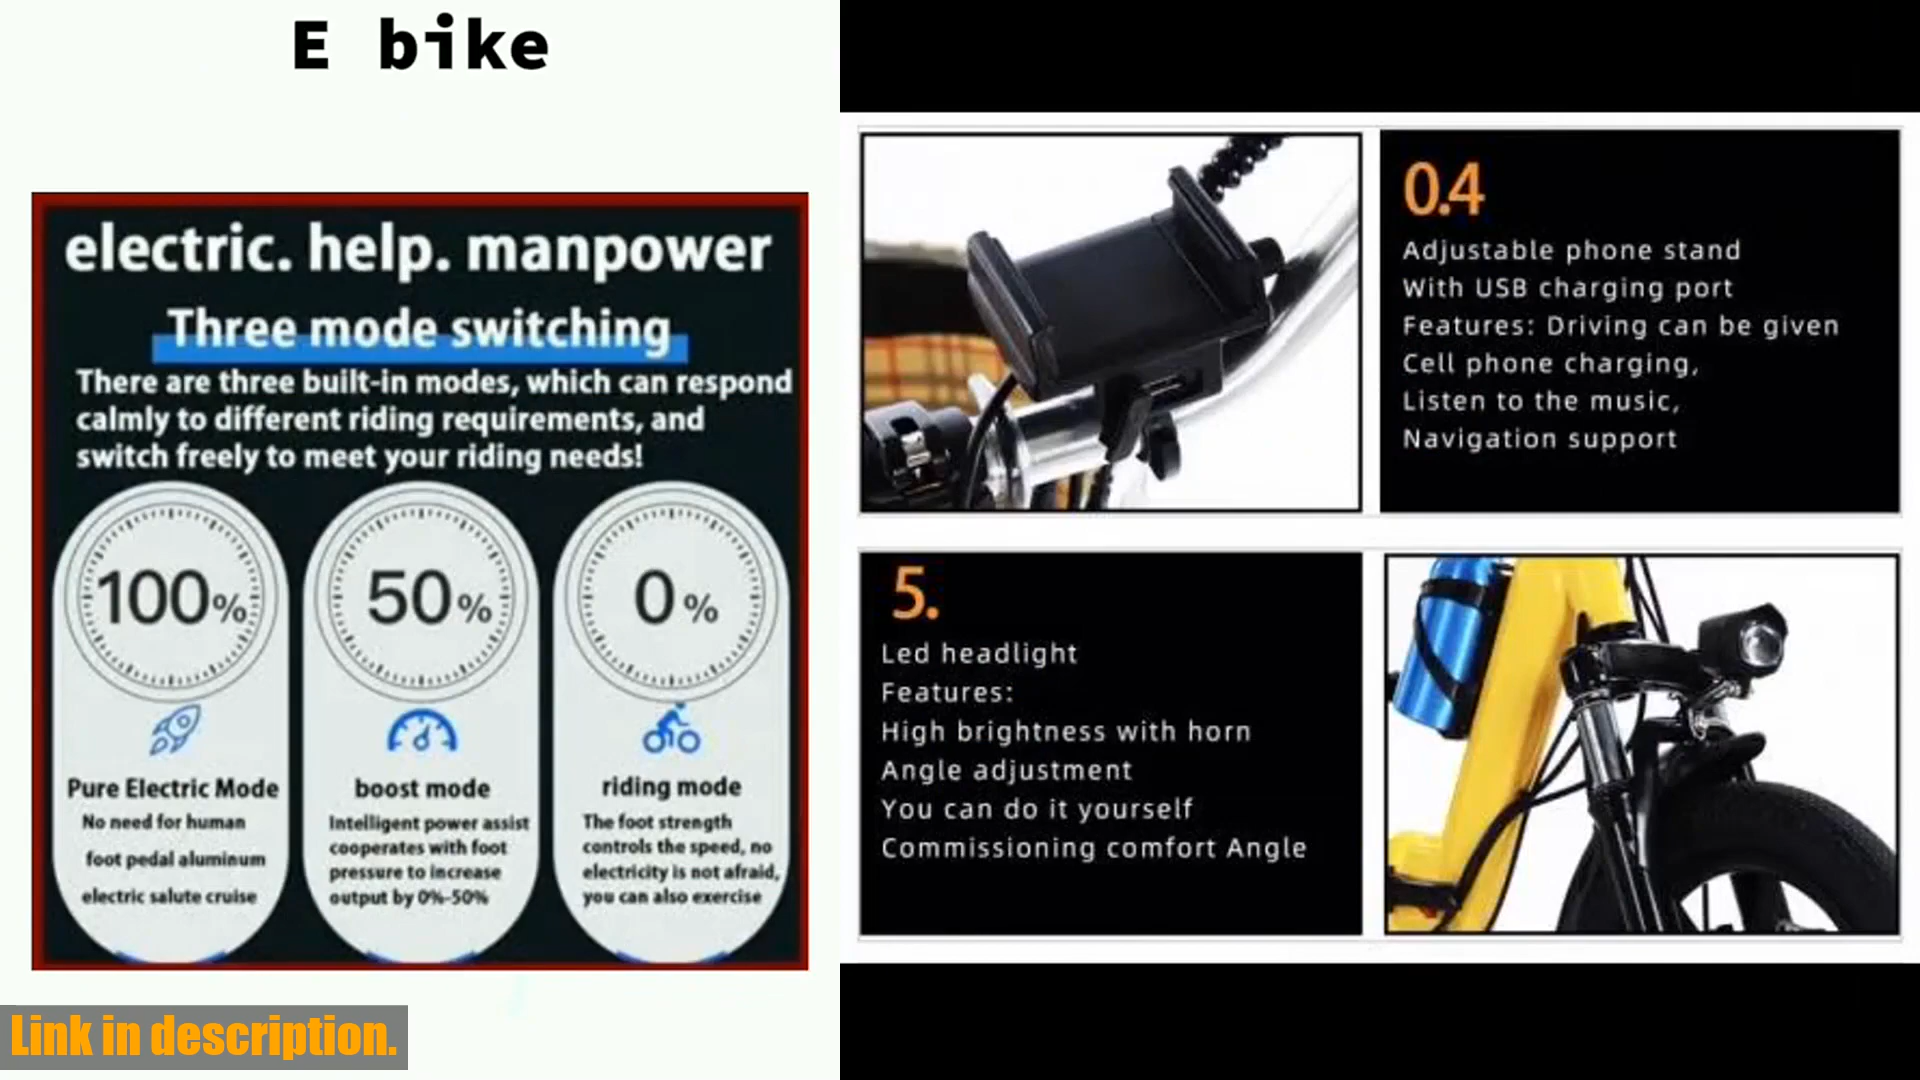 E bike
electric. help. manpower
Three mode switching
There are three built-in modes, which can respond
calmly to different riding requirements, and
switch freely to meet your riding needs!
100%
Pure Electric Mode
No need for human
foot pedal aluminum
electric salute cruise
50%
boost mode
Intelligent power assist
cooperates with foot
pressure to increase
output by 0%-50%
0%
riding mode
The foot strength
controls the speed, no
electricity is not afraid,
you can also exercise
Link in description.
0.4
Adjustable phone stand
With USB charging port
Features: Driving can be given
Cell phone charging,
Listen to the music,
Navigation support
5.
Led headlight
Features:
High brightness with horn
Angle adjustment
You can do it yourself
Commissioning comfort Angle